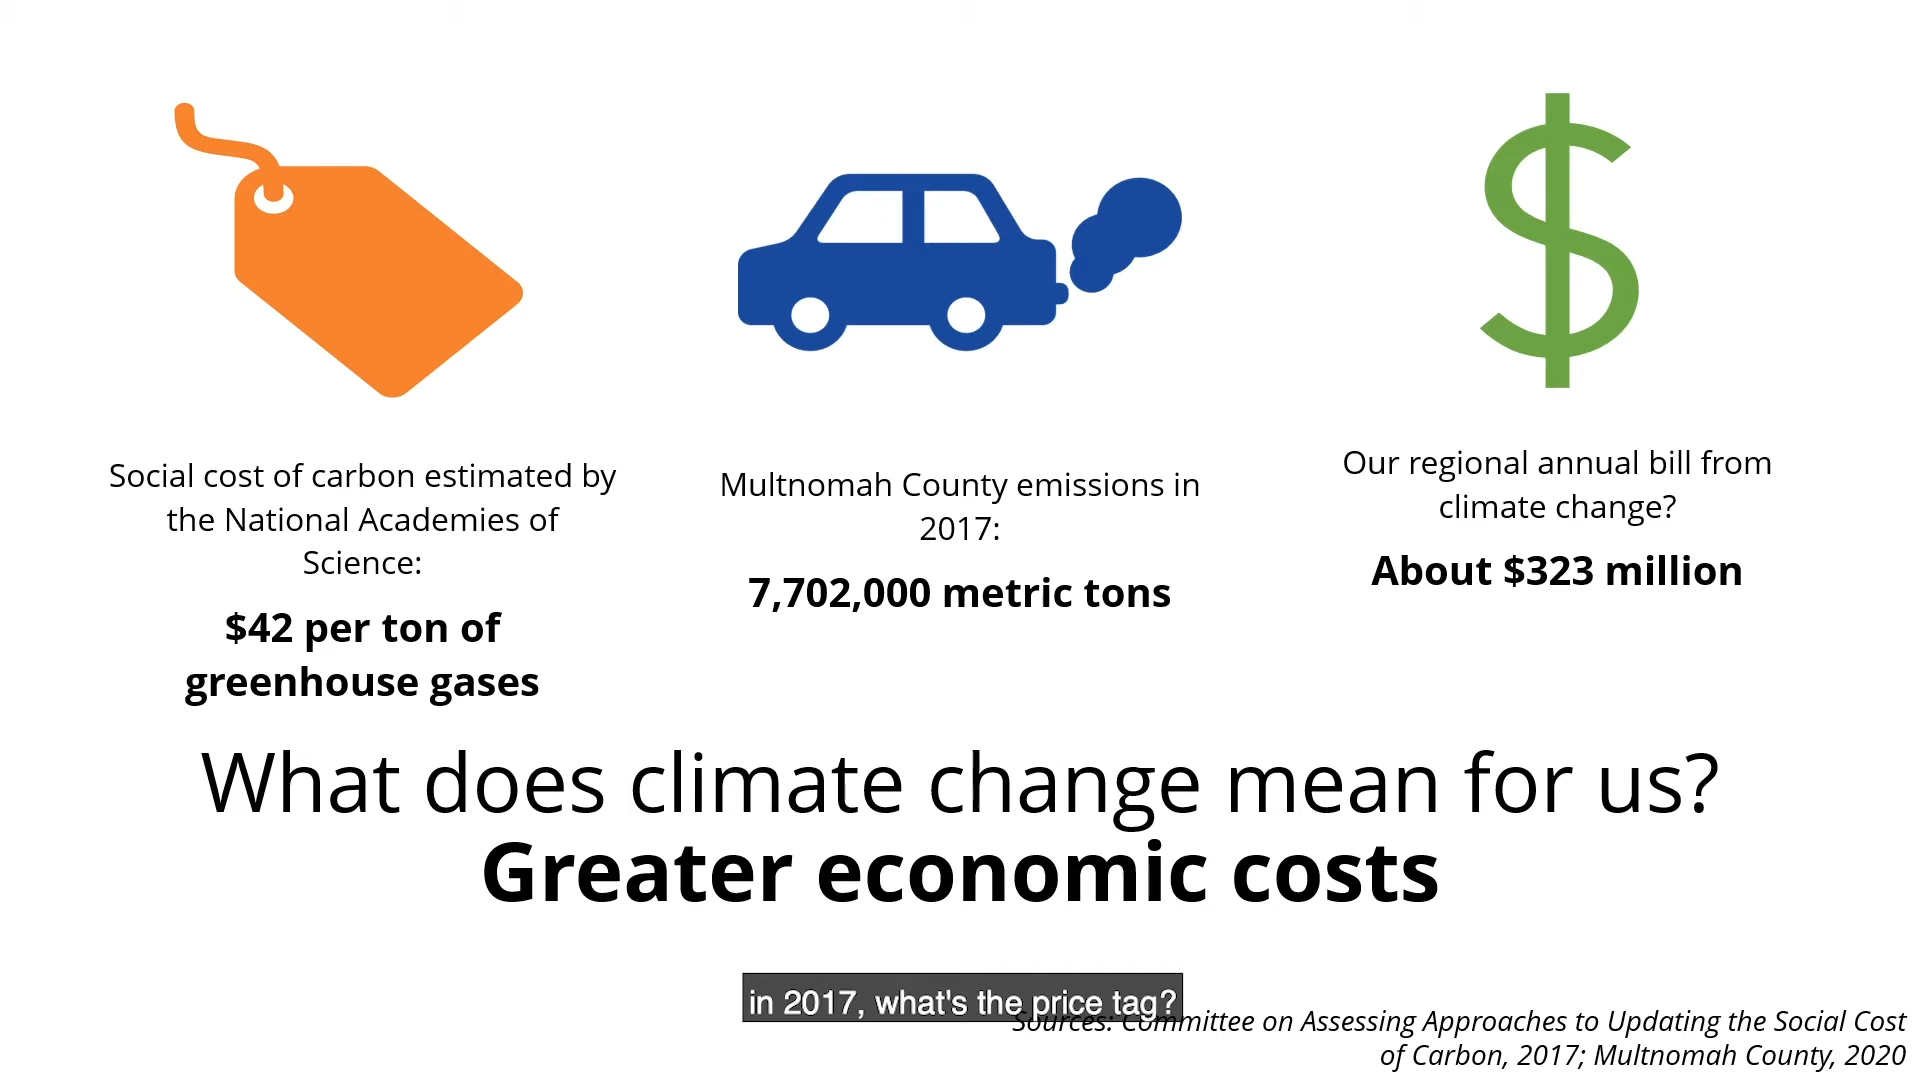 Social cost of carbon estimated by
the National Academies of
Science:
$42 per ton of
greenhouse gases
Multnomah County emissions in
2017:
7,702,000 metric tons
Our regional annual bill from
climate change?
About $323 million
What does climate change mean for us?
Greater economic costs
in 2017, what's the price tag?
Sources: Committee on Assessing Approaches to Updating the Social Cost
of Carbon, 2017; Multnomah County, 2020